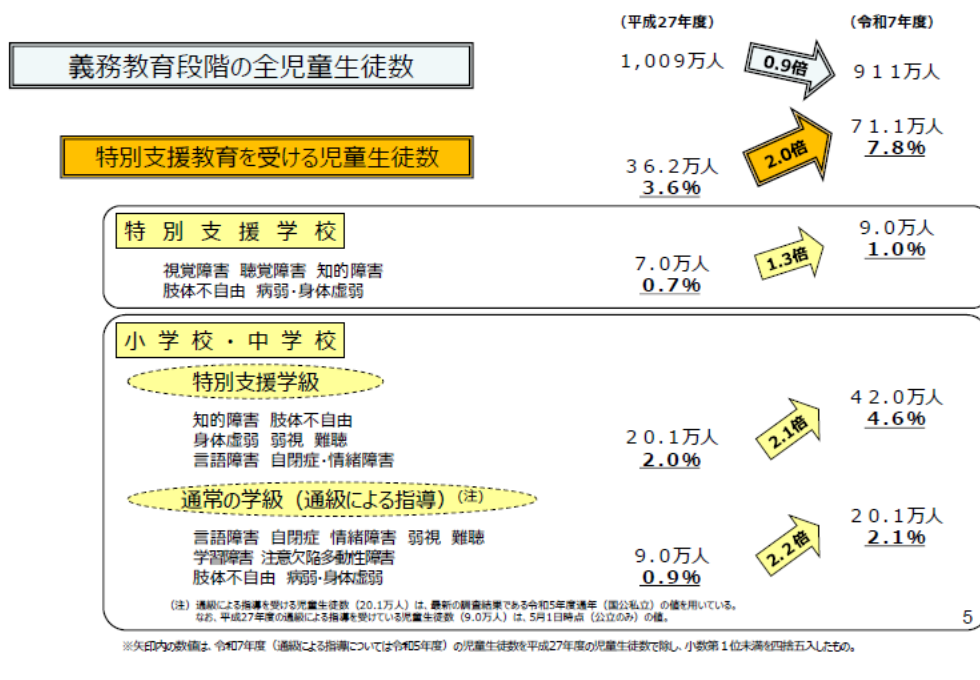 （平成27年度） （令和7年度）
義務教育段階の全児童生徒数 1,009万人 0.9倍 911万人
特別支援教育を受ける児童生徒数 36.2万人 2.0倍 71.1万人
3.6% 7.8%
特別支援学校 7.0万人 1.3倍 9.0万人
0.7% 1.0%
視覚障害 聴覚障害 知的障害
肢体不自由 病弱・身体虚弱
小学校・中学校
特別支援学級 20.1万人 2.1倍 42.0万人
2.0% 4.6%
知的障害 肢体不自由
身体虚弱 弱視 難聴
言語障害 自閉症・情緒障害
通常の学級（通級による指導）（注） 9.0万人 2.2倍 20.1万人
0.9% 2.1%
言語障害 自閉症 情緒障害 弱視 難聴
学習障害 注意欠陥多動性障害
肢体不自由 病弱・身体虚弱
（注）通級による指導を受ける児童生徒数（20.1万人）は、最新の調査結果である令和5年度通年（国公私立）の値を用いている。
なお、平成27年度の通級による指導を受けている児童生徒数（9.0万人）は、5月1日時点（公立のみ）の値。
5
※矢印内の数値は、令和7年度（通級による指導については令和5年度）の児童生徒数を平成27年度の児童生徒数で除し、小数第1位未満を四捨五入したもの。